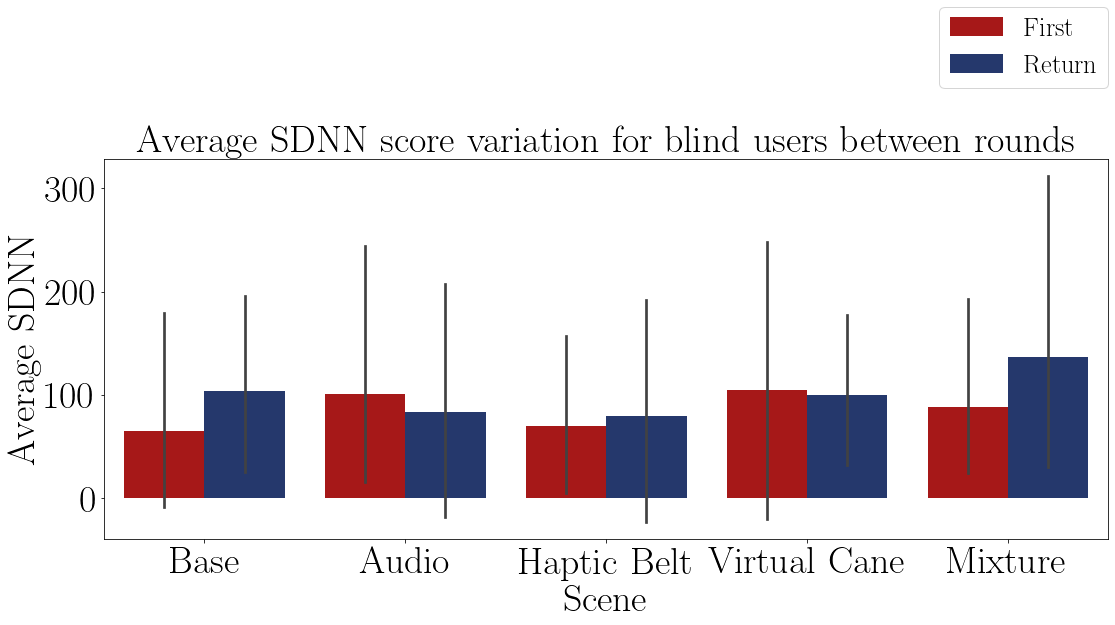 First
Return
Average SDNN score variation for blind users between rounds
Average SDNN
300
200
100
0
Base Audio Haptic Belt Virtual Cane Mixture
Scene